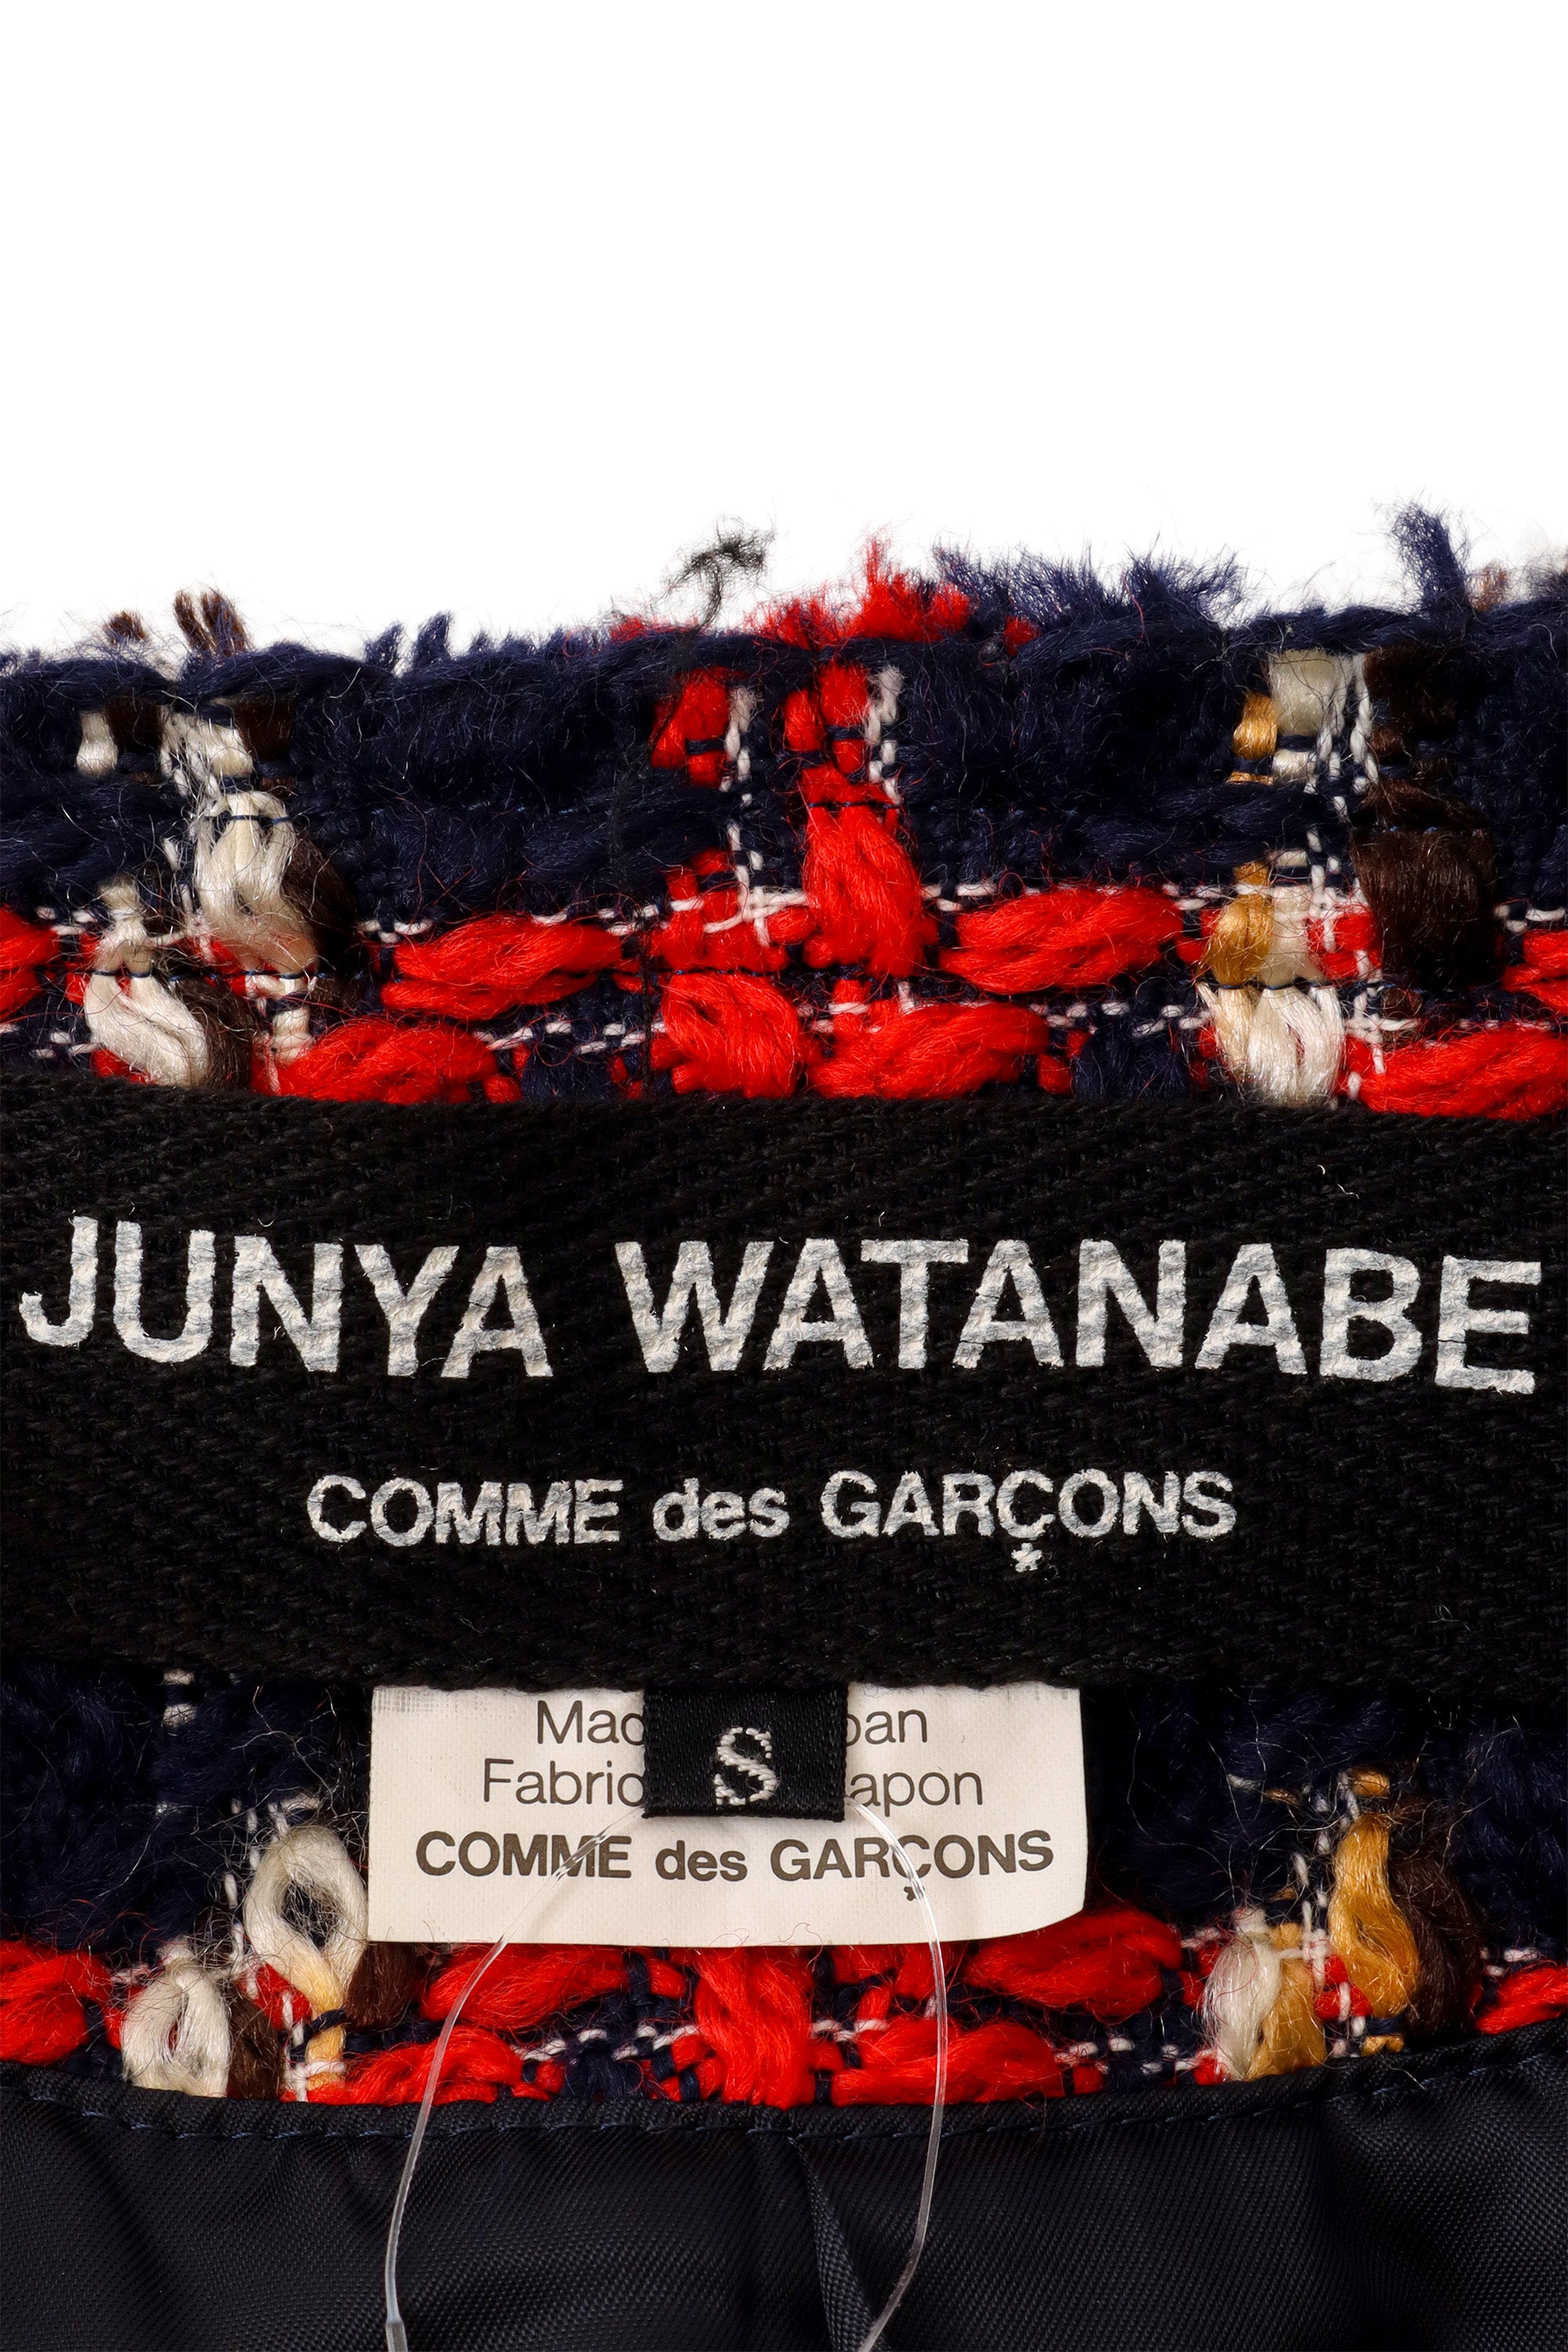 JUNYA WATANABE
COMME des GARÇONS
S
COMME des GARÇONS